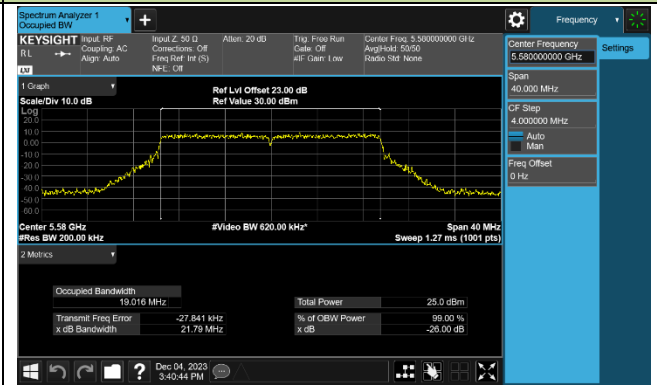 Spectrum Analyzer 1
Occupied BW
KEYSIGHT
RL
LXI
Input: RF
Coupling: AC
Align: Auto
Input Z: 50 Ω
Corrections: Off
Freq Ref: Int (S)
NFE: Off
Atten: 20 dB
Trig: Free Run
Gate: Off
#IF Gain: Low
Center Freq: 5.580000000 GHz
Avg|Hold: 50/50
Radio Std: None
1 Graph
Scale/Div 10.0 dB
Ref Lvl Offset 23.00 dB
Ref Value 30.00 dBm
Log
20.0
10.0
0.00
-10.0
-20.0
-30.0
-40.0
-50.0
-60.0
Center 5.58 GHz
#Res BW 200.00 kHz
#Video BW 620.00 kHz*
Span 40 MHz
Sweep 1.27 ms (1001 pts)
2 Metrics
Occupied Bandwidth
19.016 MHz
Total Power 25.0 dBm
Transmit Freq Error -27.841 kHz
% of OBW Power 99.00 %
x dB Bandwidth 21.79 MHz
x dB -26.00 dB
?
Dec 04, 2023
3:40:44 PM
Frequency
Settings
Center Frequency
5.580000000 GHz
Span
40.000 MHz
CF Step
4.000000 MHz
Auto
Man
Freq Offset
0 Hz